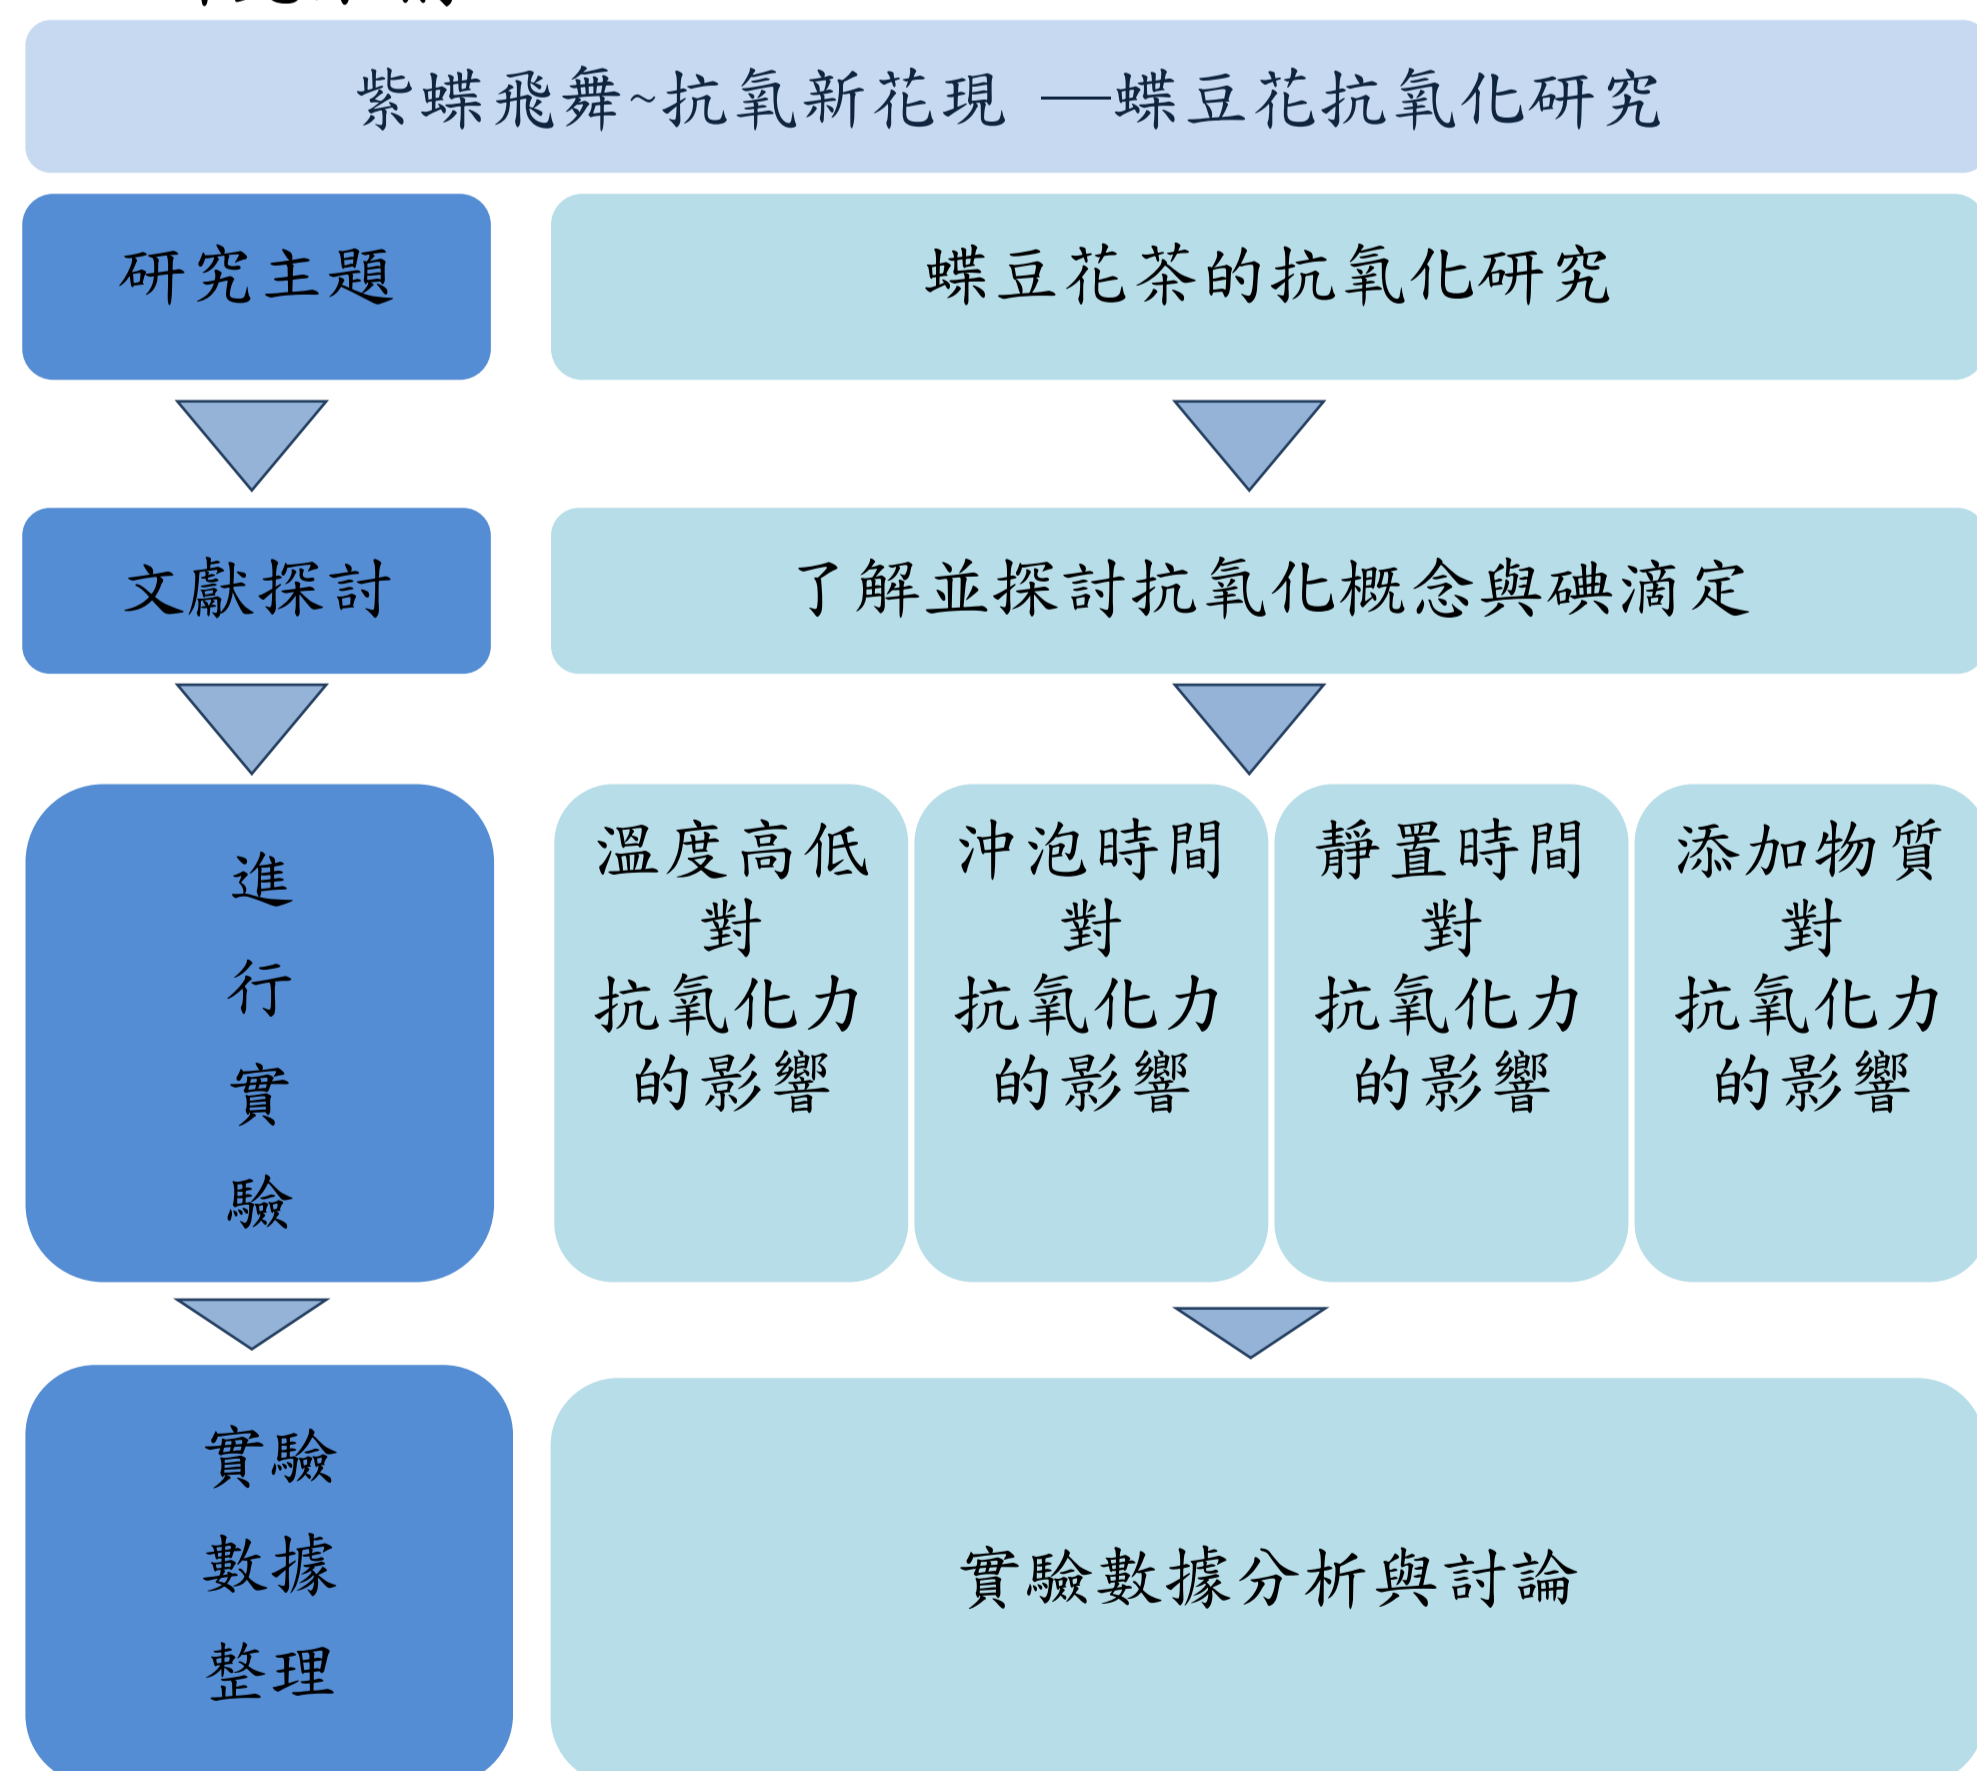 紫蝶飛舞~抗氧新花現 —蝶豆花抗氧化研究
研究主題
蝶豆花茶的抗氧化研究
文獻探討
了解並探討抗氧化概念與碘滴定
進
行
實
驗
溫度高低
對
抗氧化力
的影響
沖泡時間
對
抗氧化力
的影響
靜置時間
對
抗氧化力
的影響
添加物質
對
抗氧化力
的影響
實驗
數據
整理
實驗數據分析與討論